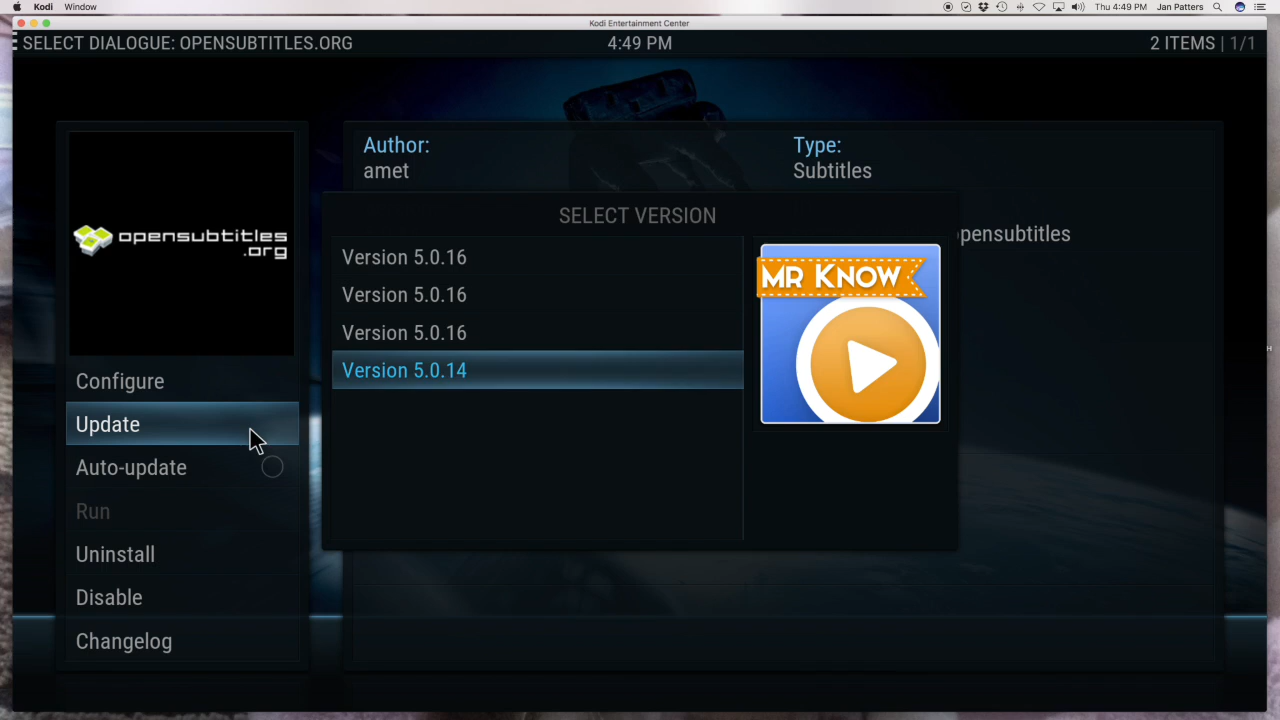 Kodi Window
Thu 4:49 PM Jan Patters
Kodi Entertainment Center
SELECT DIALOGUE: OPENSUBTITLES.ORG
4:49 PM
2 ITEMS | 1/1
opensubtitles
.org
Configure
Update
Auto-update
Run
Uninstall
Disable
Changelog
Author:
amet
Type:
Subtitles
pensubtitles
SELECT VERSION
Version 5.0.16
Version 5.0.16
Version 5.0.16
Version 5.0.14
MR KNOW
H